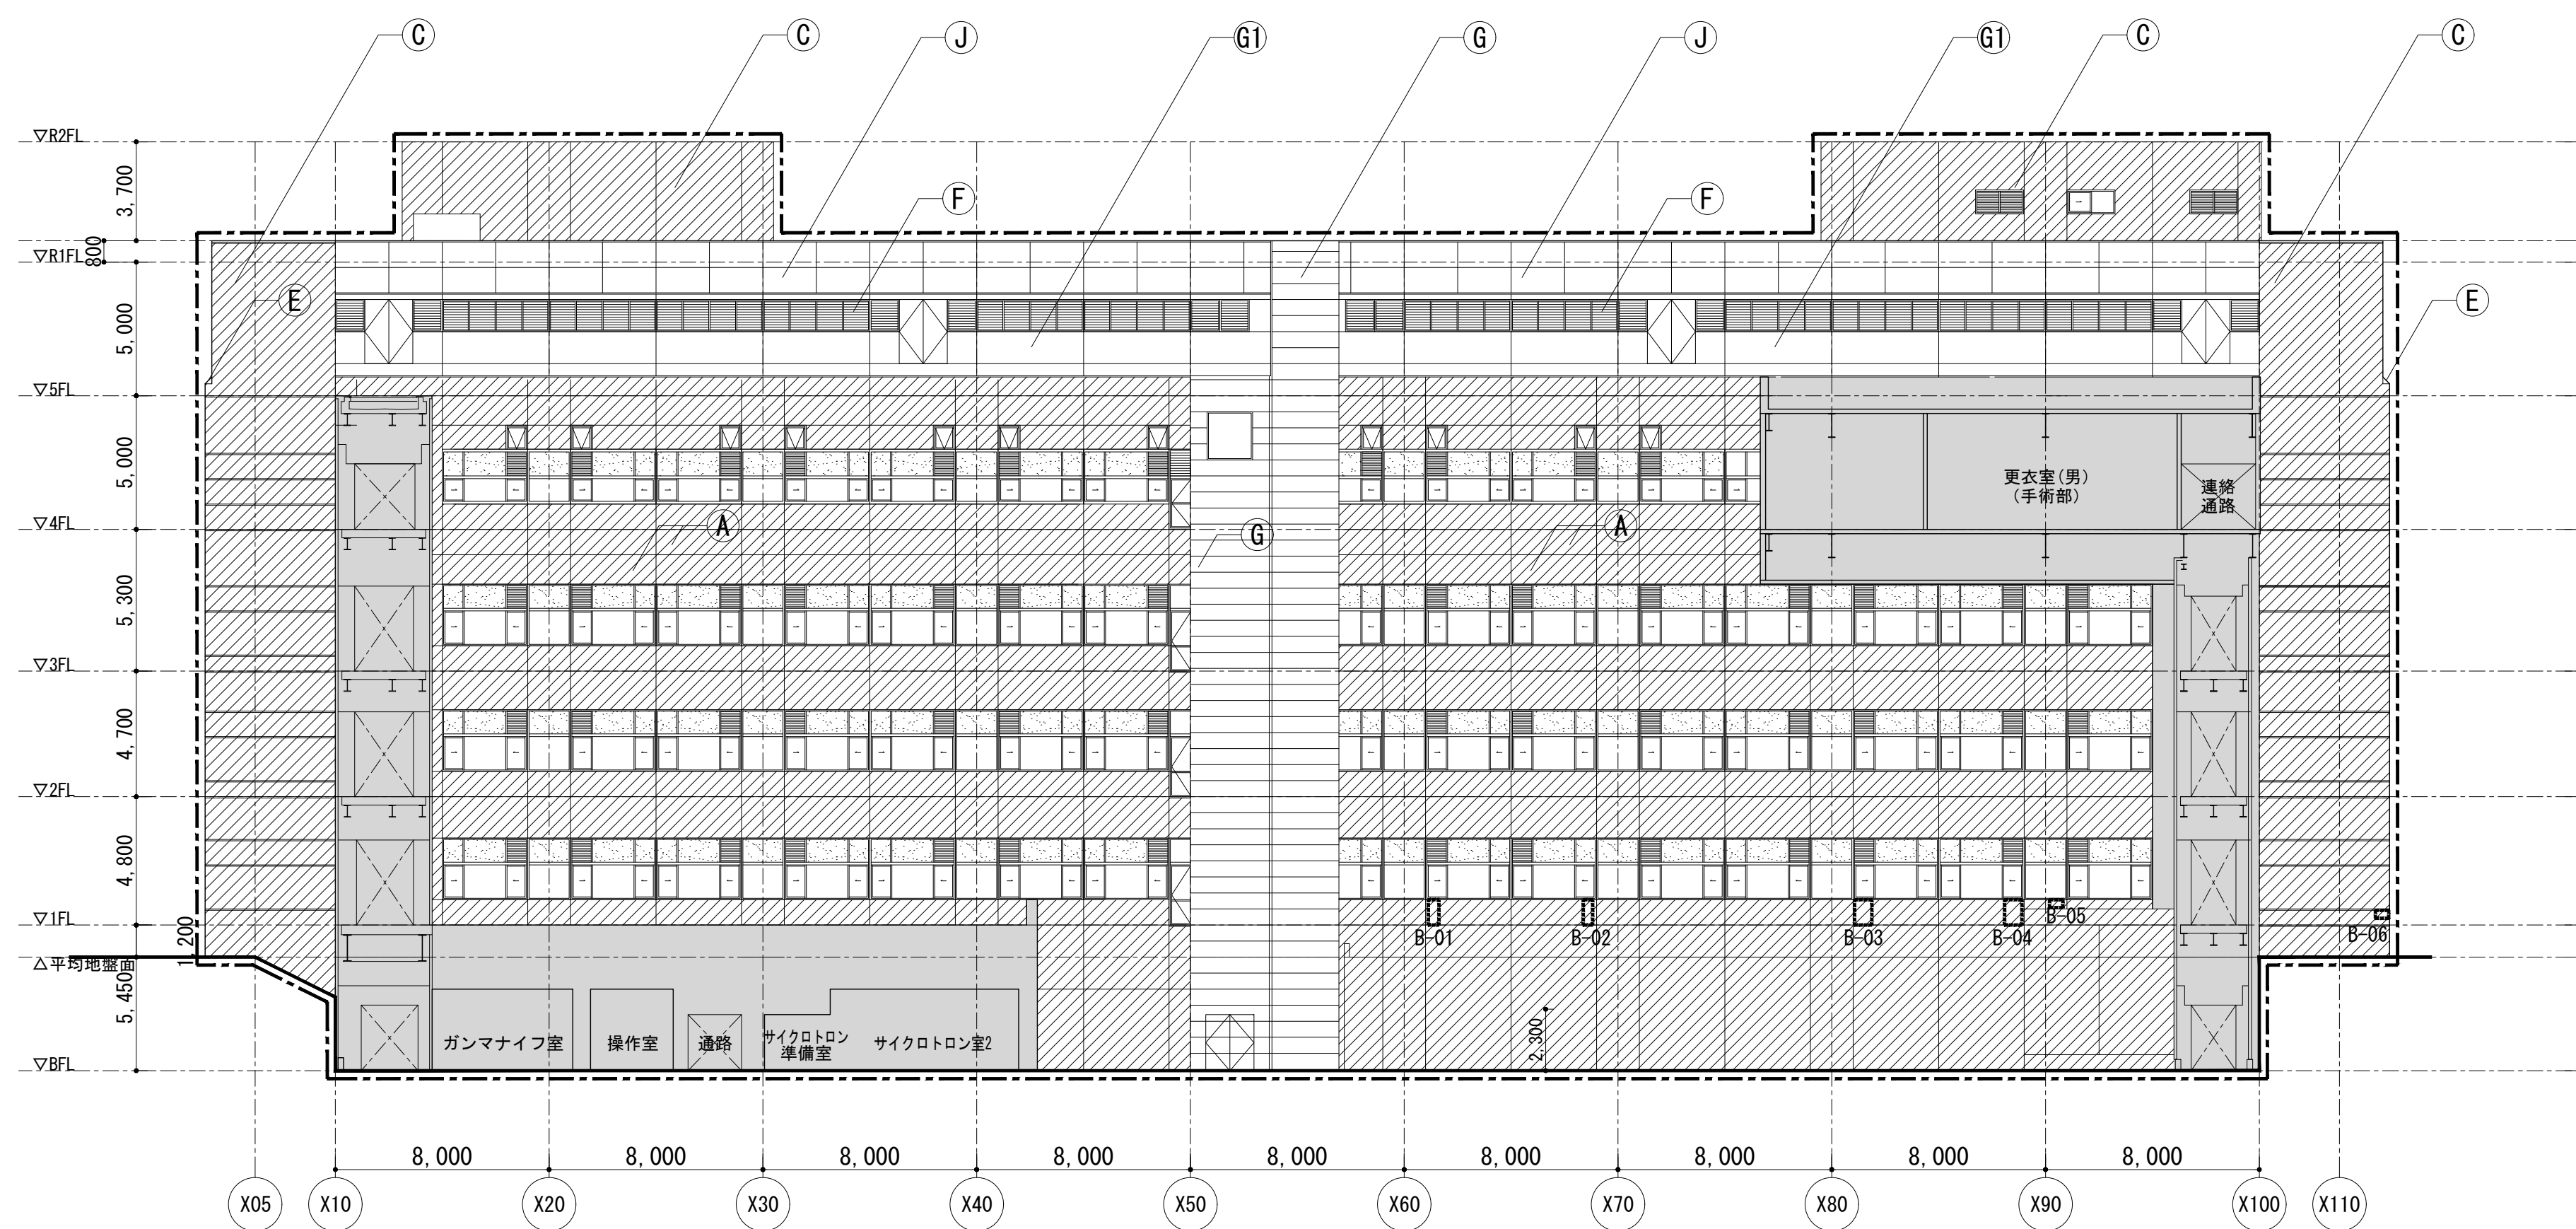 C
C
J
G1
G
J
G1
C
C
▽R2FL
3,700
F
F
800
▽R1FL
E
E
5,000
▽5FL
5,000
更衣室(男)
(手術部)
連絡
通路
▽4FL
A
G
A
5,300
▽3FL
4,700
▽2FL
4,800
▽1FL
B-01
B-02
B-03
B-04
B-05
B-06
1,200
△平均地盤面
5,450
ガンマナイフ室
操作室
通路
サイクロトロン
準備室
サイクロトロン室2
2,300
▽BFL
8,000
8,000
8,000
8,000
8,000
8,000
8,000
8,000
8,000
X05
X10
X20
X30
X40
X50
X60
X70
X80
X90
X100
X110